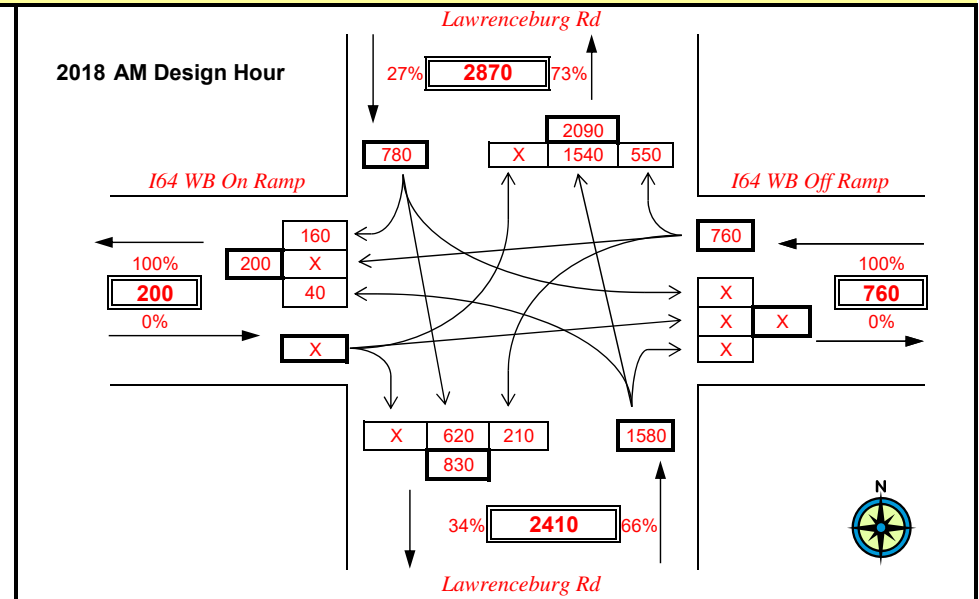 Lawrenceburg Rd
2018 AM Design Hour
27% 2870 73%
2090
780 X 1540 550
I64 WB On Ramp I64 WB Off Ramp
160 760
100% 200 X 100%
200 40 X 760
0% X X 0%
X X
X 620 210 1580
830
N
34% 2410 66%
Lawrenceburg Rd